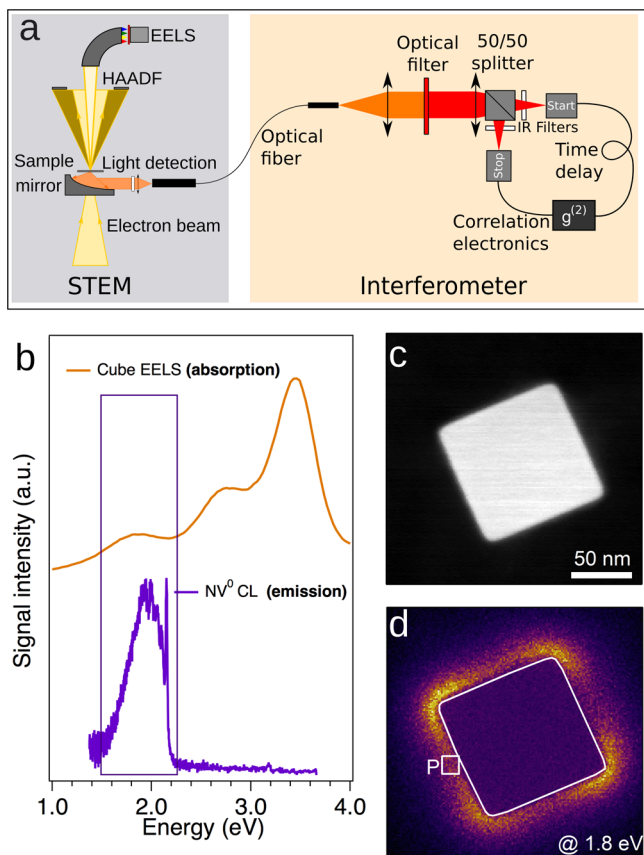 a
EELS
HAADF
Sample
mirror
Light detection
Electron beam
STEM
Optical
fiber
Optical
filter
50/50
splitter
Start
IR Filters
Stop
Time
delay
Correlation
electronics
g(2)
Interferometer
b
Cube EELS (absorption)
NV⁰ CL (emission)
Signal intensity (a.u.)
1.0 2.0 3.0 4.0
Energy (eV)
c
50 nm
d
P
@ 1.8 eV